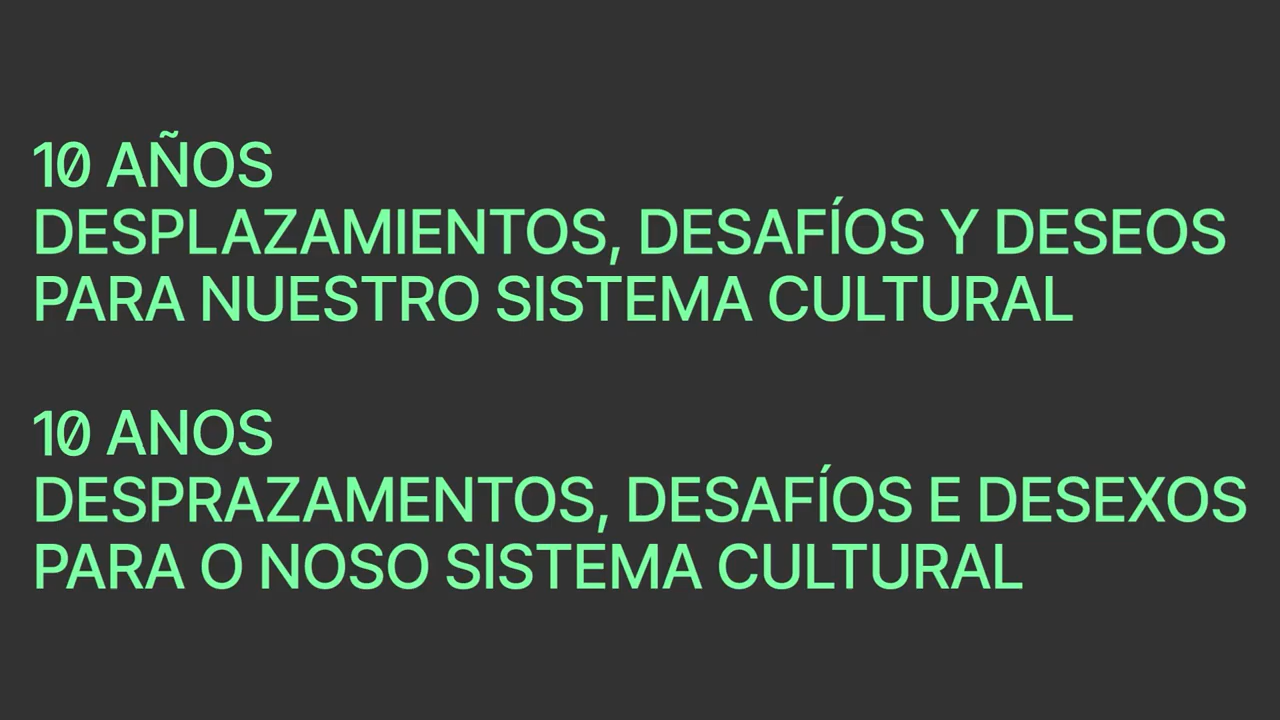 10 AÑOS
DESPLAZAMIENTOS, DESAFÍOS Y DESEOS
PARA NUESTRO SISTEMA CULTURAL
10 ANOS
DESPRAZAMENTOS, DESAFÍOS E DESEXOS
PARA O NOSO SISTEMA CULTURAL